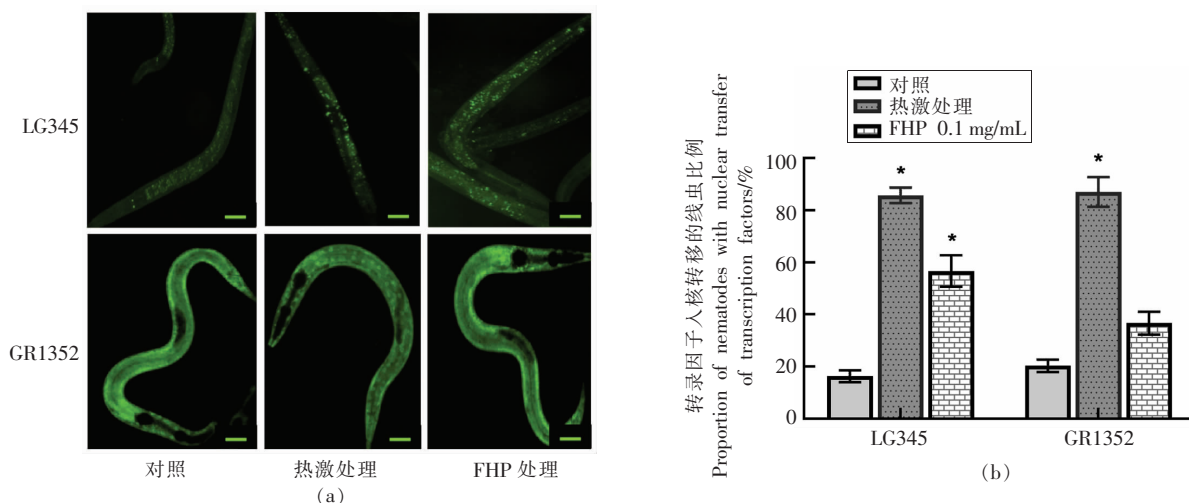 LG345
GR1352
对照
热激处理
FHP 处理
(a)
对照
热激处理
FHP 0.1 mg/mL
转录因子入核转移的线虫比例
Proportion of nematodes with nuclear transfer
of transcription factors/%
100
80
60
40
20
0
*
*
*
LG345
GR1352
(b)